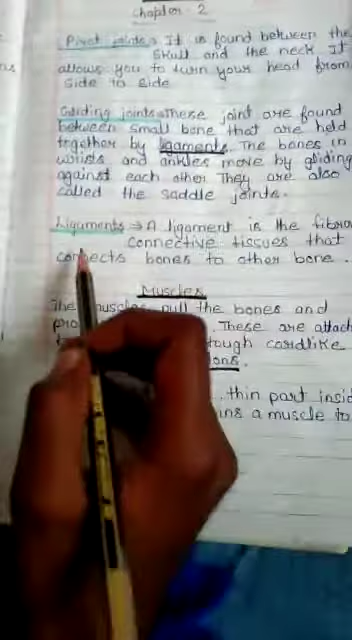 Chapter - 2
Pivot joints → It is found between the
skull and the neck It
allows you to turn your head from
side to side
Gliding joints → These joint are found
between small bone that are held
together by ligaments. The bones in
wrists and ankles move by gliding
against each other They are also
called the saddle joints.
Ligaments → A ligament is the fibro
connective tissues that
connects bones to other bone.
Muscles
The muscles pull the bones and
pro These are attach
tough cordlike
ons.
thin part insid
ins a muscle to